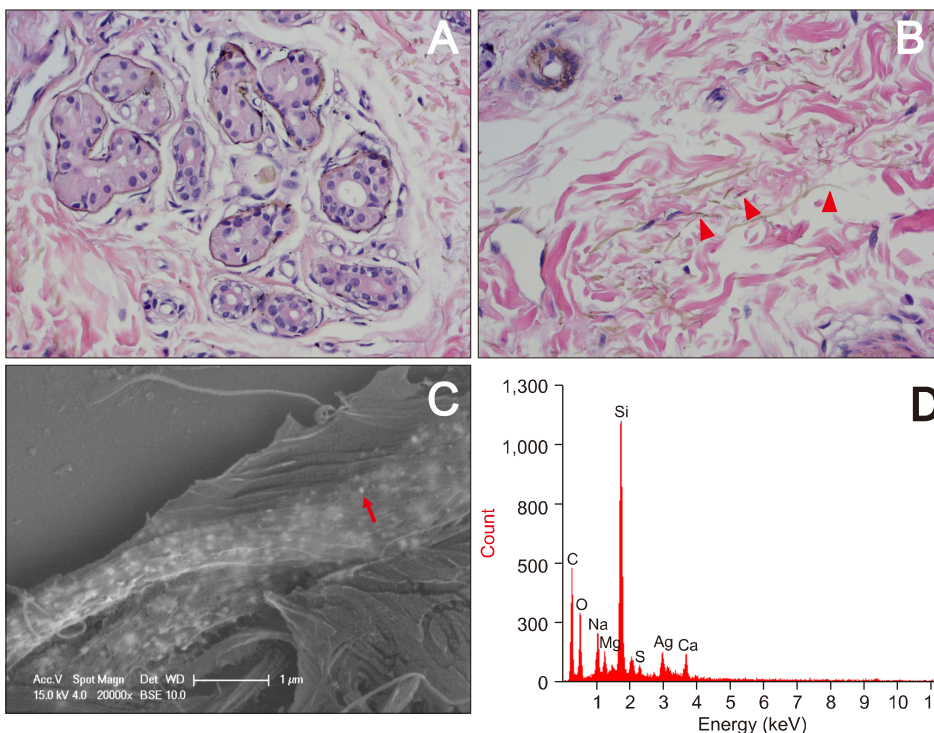 A
B
C
Acc.V Spot Magn Det WD
15.0 kV 4.0 20000x BSE 10.0
1 μm
D
1,300
1,000
800
500
300
0
Count
Si
C
O
Na
Mg
S
Ag
Ca
1 2 3 4 5 6 7 8 9 10 11
Energy (keV)